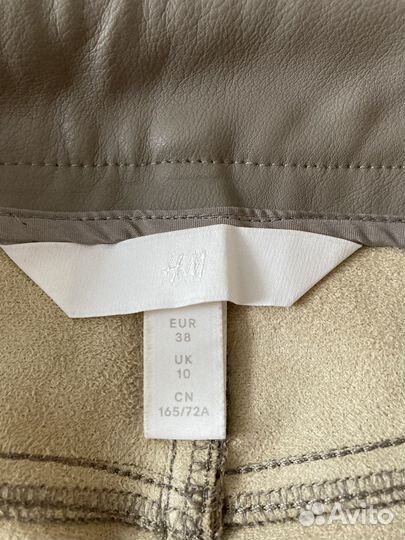 H&M
EUR
38
UK
10
CN
165/72A
Avito